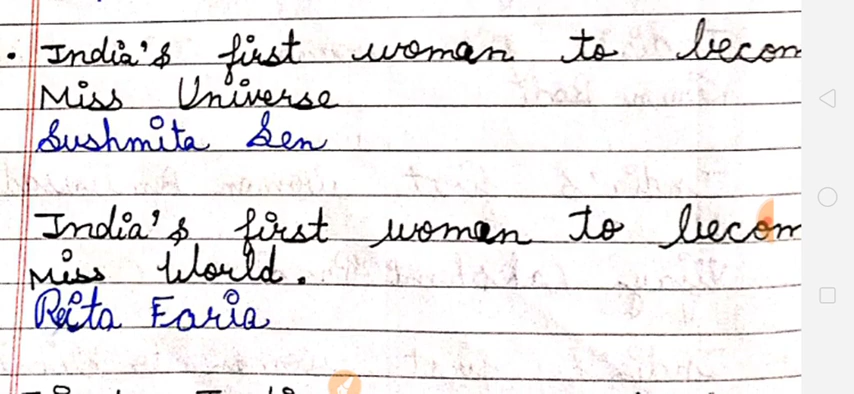 • India's first woman to becom
Miss Universe
Sushmita Sen
India's first woman to becom
Miss World.
Reita Faria